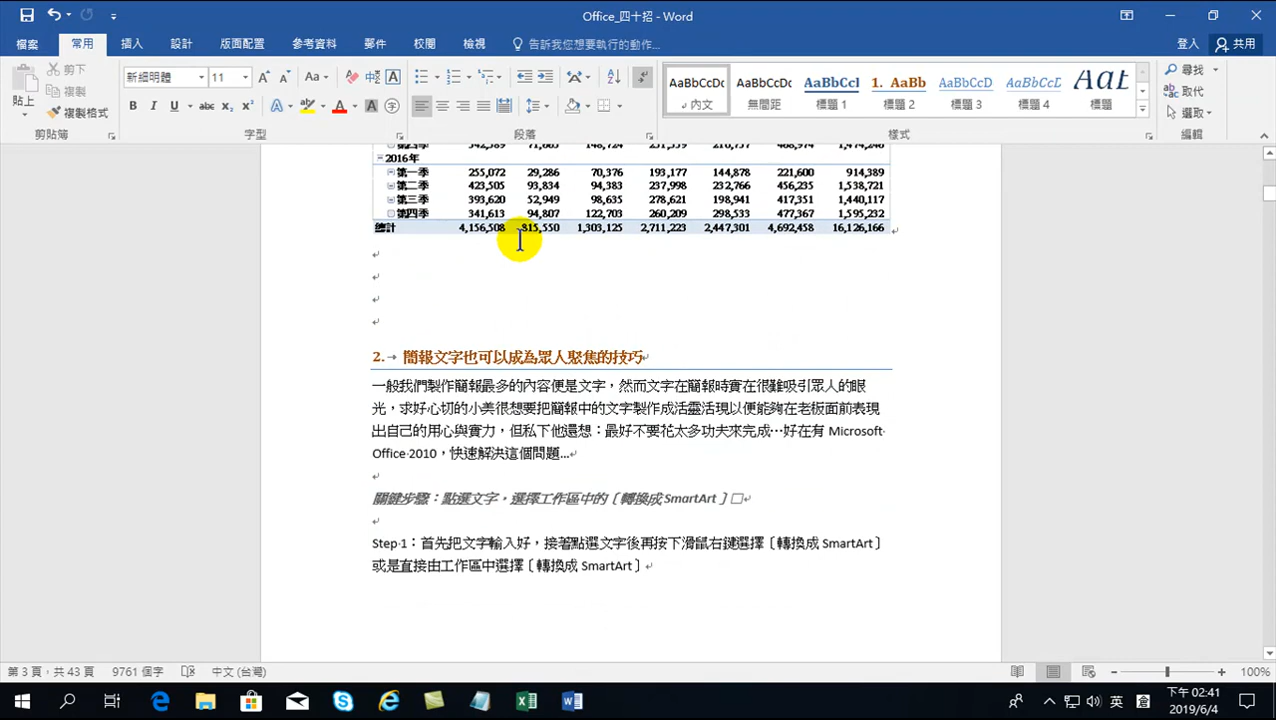 Office_四十招 - Word
檔案 常用 插入 設計 版面配置 參考資料 郵件 校閱 檢視 告訴我您想要執行的動作... 登入 共用
貼上 剪下 複製 複製格式
新細明體 11
AaBbCcDc AaBbCcDc AaBbCcl 1. AaBb AaBbCcD AaBbCcD AaI
內文 無間距 標題 1 標題 2 標題 3 標題 4 標題
尋找 取代 選取
剪貼簿 字型 段落 樣式 編輯
第四季 342,589 71,663 148,724 231,559 468,974 1,474,246
2016年
第一季 255,072 29,286 70,376 193,177 144,878 221,600 914,389
第二季 423,505 93,834 94,383 237,998 232,766 456,235 1,538,721
第三季 393,620 52,949 98,635 278,621 198,941 417,351 1,440,117
第四季 341,613 94,807 122,703 260,209 298,533 477,367 1,595,232
總計 4,156,508 815,550 1,303,125 2,711,223 2,447,301 4,692,458 16,126,166
2. 簡報文字也可以成為眾人聚焦的技巧
一般我們製作簡報最多的內容便是文字，然而文字在簡報時實在很難吸引眾人的眼
光，求好心切的小美很想要把簡報中的文字製作成活靈活現以便能夠在老板面前表現
出自己的用心與實力，但私下他還想：最好不要花太多功夫來完成…好在有 Microsoft
Office 2010，快速解決這個問題...
關鍵步驟：點選文字，選擇工作區中的〔轉換成 SmartArt〕
Step 1：首先把文字輸入好，接著點選文字後再按下滑鼠右鍵選擇〔轉換成 SmartArt〕
或是直接由工作區中選擇〔轉換成 SmartArt〕
第 3 頁，共 43 頁 9761 個字 中文 (台灣) 100%
英 下午 02:41
2019/6/4